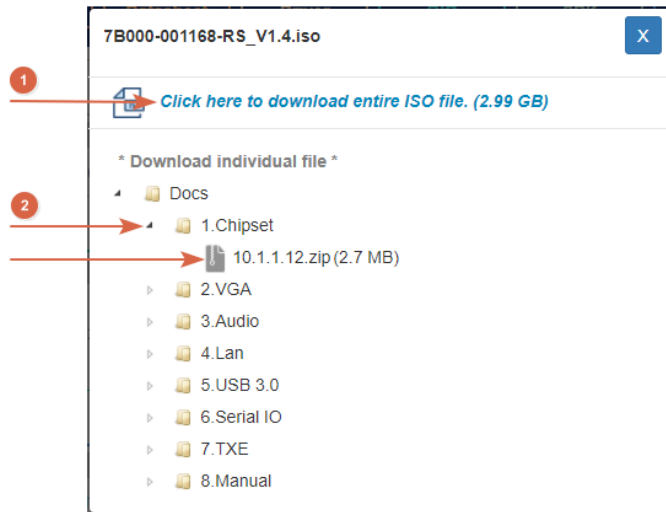 7B000-001168-RS_V1.4.iso
X
1
Click here to download entire ISO file. (2.99 GB)
* Download individual file *
Docs
2
1.Chipset
10.1.1.12.zip (2.7 MB)
2.VGA
3.Audio
4.Lan
5.USB 3.0
6.Serial IO
7.TXE
8.Manual